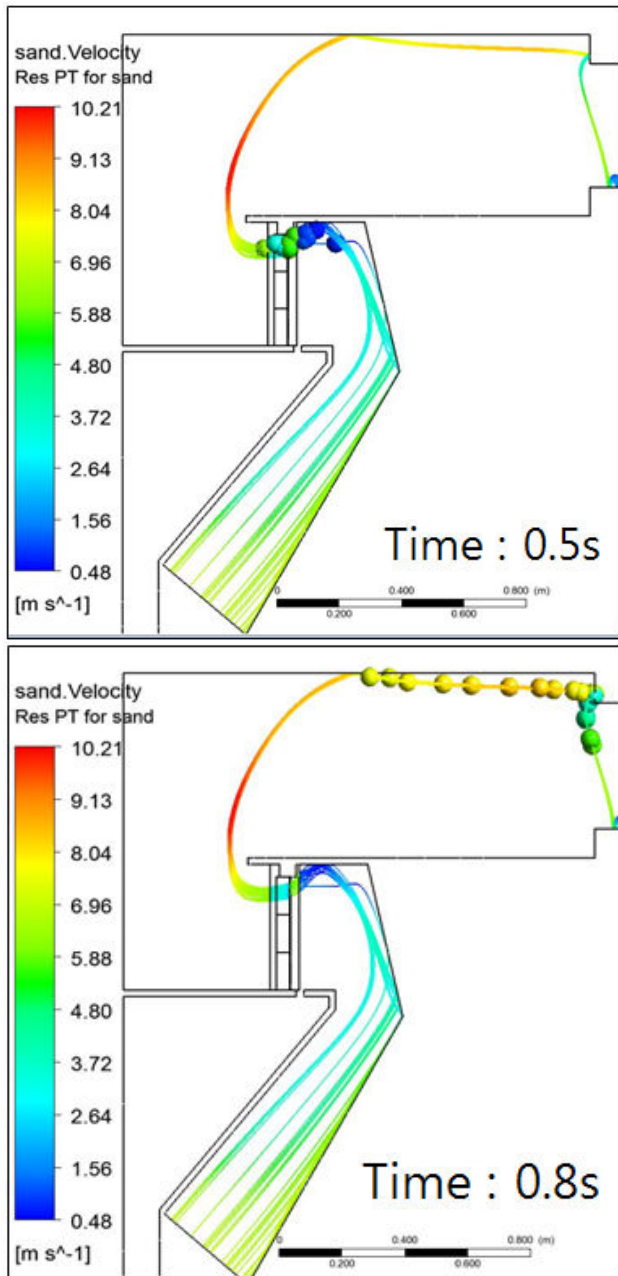 sand.Velocity
Res PT for sand
10.21
9.13
8.04
6.96
5.88
4.80
3.72
2.64
1.56
0.48
[m s^-1]
Time : 0.5s
0 0.400 0.800 (m)
0.200 0.600
sand.Velocity
Res PT for sand
10.21
9.13
8.04
6.96
5.88
4.80
3.72
2.64
1.56
0.48
[m s^-1]
Time : 0.8s
0 0.400 0.800 (m)
0.200 0.600